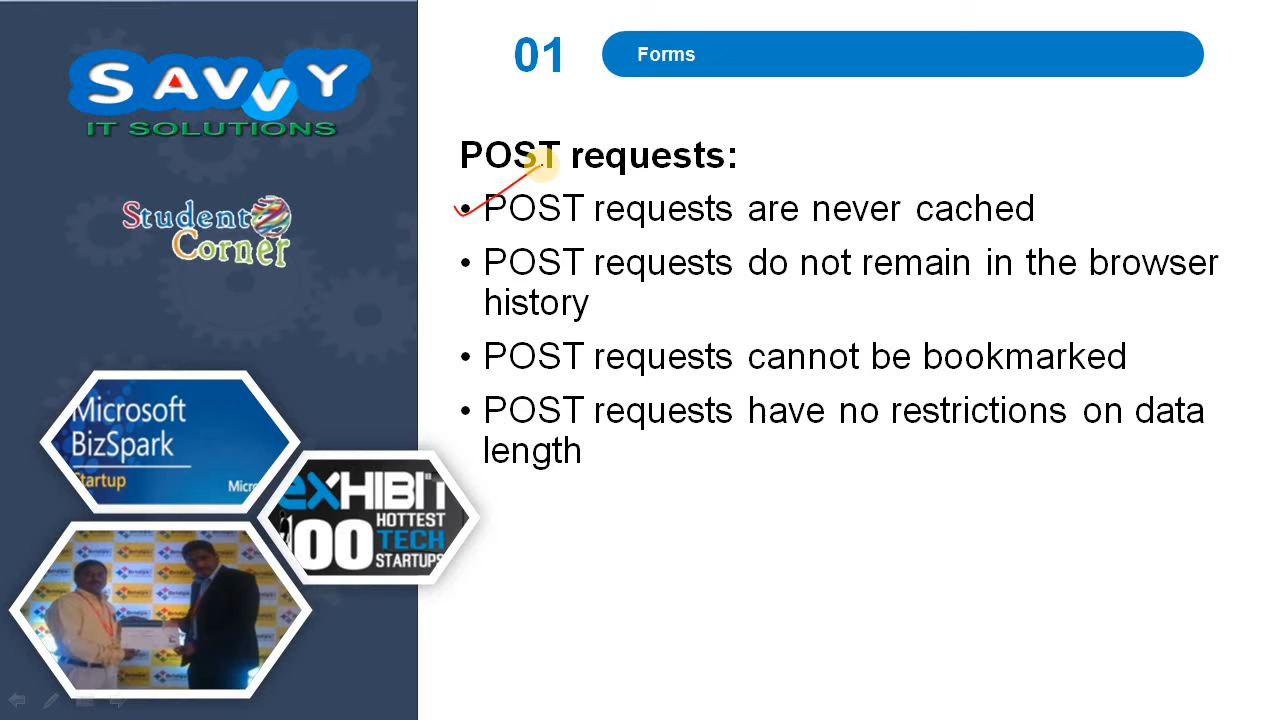 SAVVY
IT SOLUTIONS
Student
Corner
Microsoft
BizSpark
Startup
EXHIBIT
100
HOTTEST
TECH
STARTUPS
01
Forms
POST requests:
• POST requests are never cached
• POST requests do not remain in the browser
history
• POST requests cannot be bookmarked
• POST requests have no restrictions on data
length